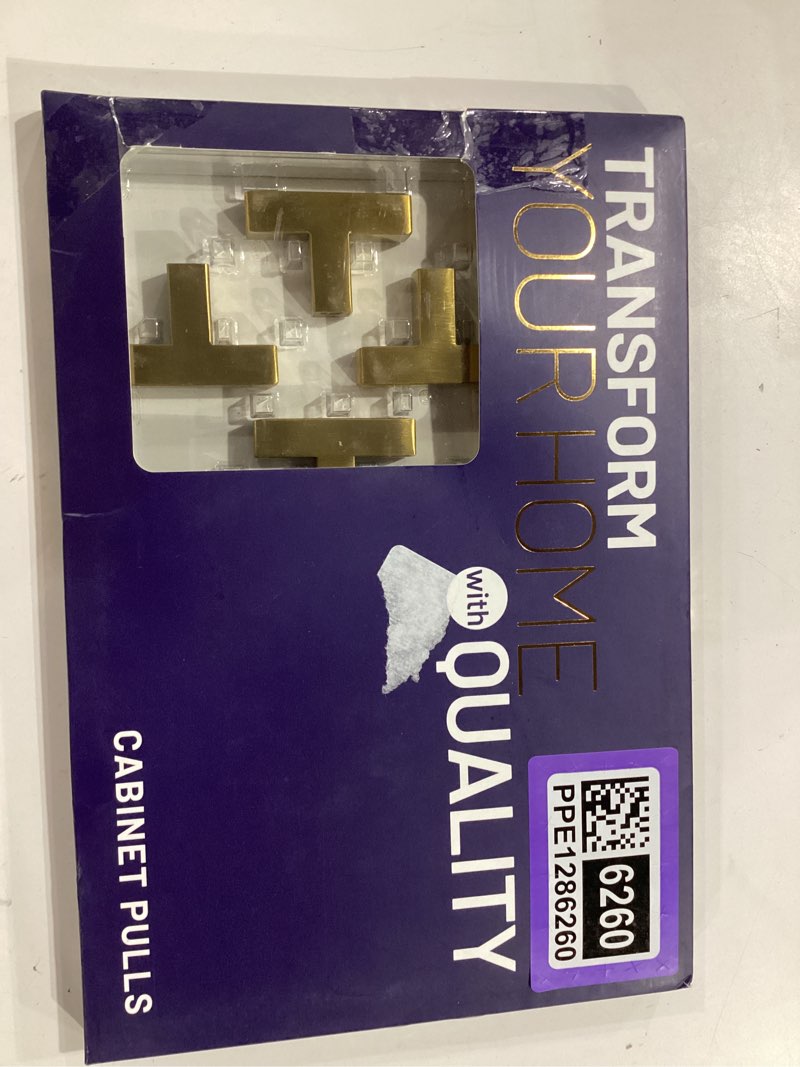 TRANSFORM
YOUR HOME
with QUALITY
CABINET PULLS
6260
PPE1286260